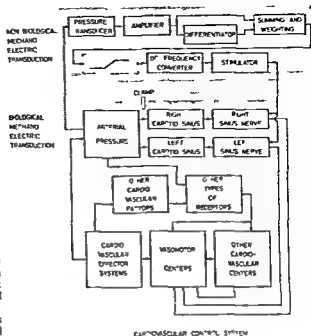 NON BIOLOGICAL
MECHANO
ELECTRIC
TRANSDUCTION
PRESSURE
TRANSDUCER
AMPLIFIER
DIFFERENTIATOR
SUMMING AND
WEIGHTING
FREQUENCY
CONVERTER
STIMULATOR
CLAMP
BIOLOGICAL
MECHANO
ELECTRIC
TRANSDUCTION
ARTERIAL
PRESSURE
RIGHT
CAROTID SINUS
RIGHT
SINUS NERVE
LEFT
CAROTID SINUS
LEFT
SINUS NERVE
OTHER
CARDIO
VASCULAR
FACTORS
OTHER
TYPES
OF
RECEPTORS
CARDIO
VASCULAR
EFFECTOR
SYSTEMS
VASOMOTOR
CENTERS
OTHER
CARDIO-
VASCULAR
CENTERS
CARDIOVASCULAR CONTROL SYSTEM